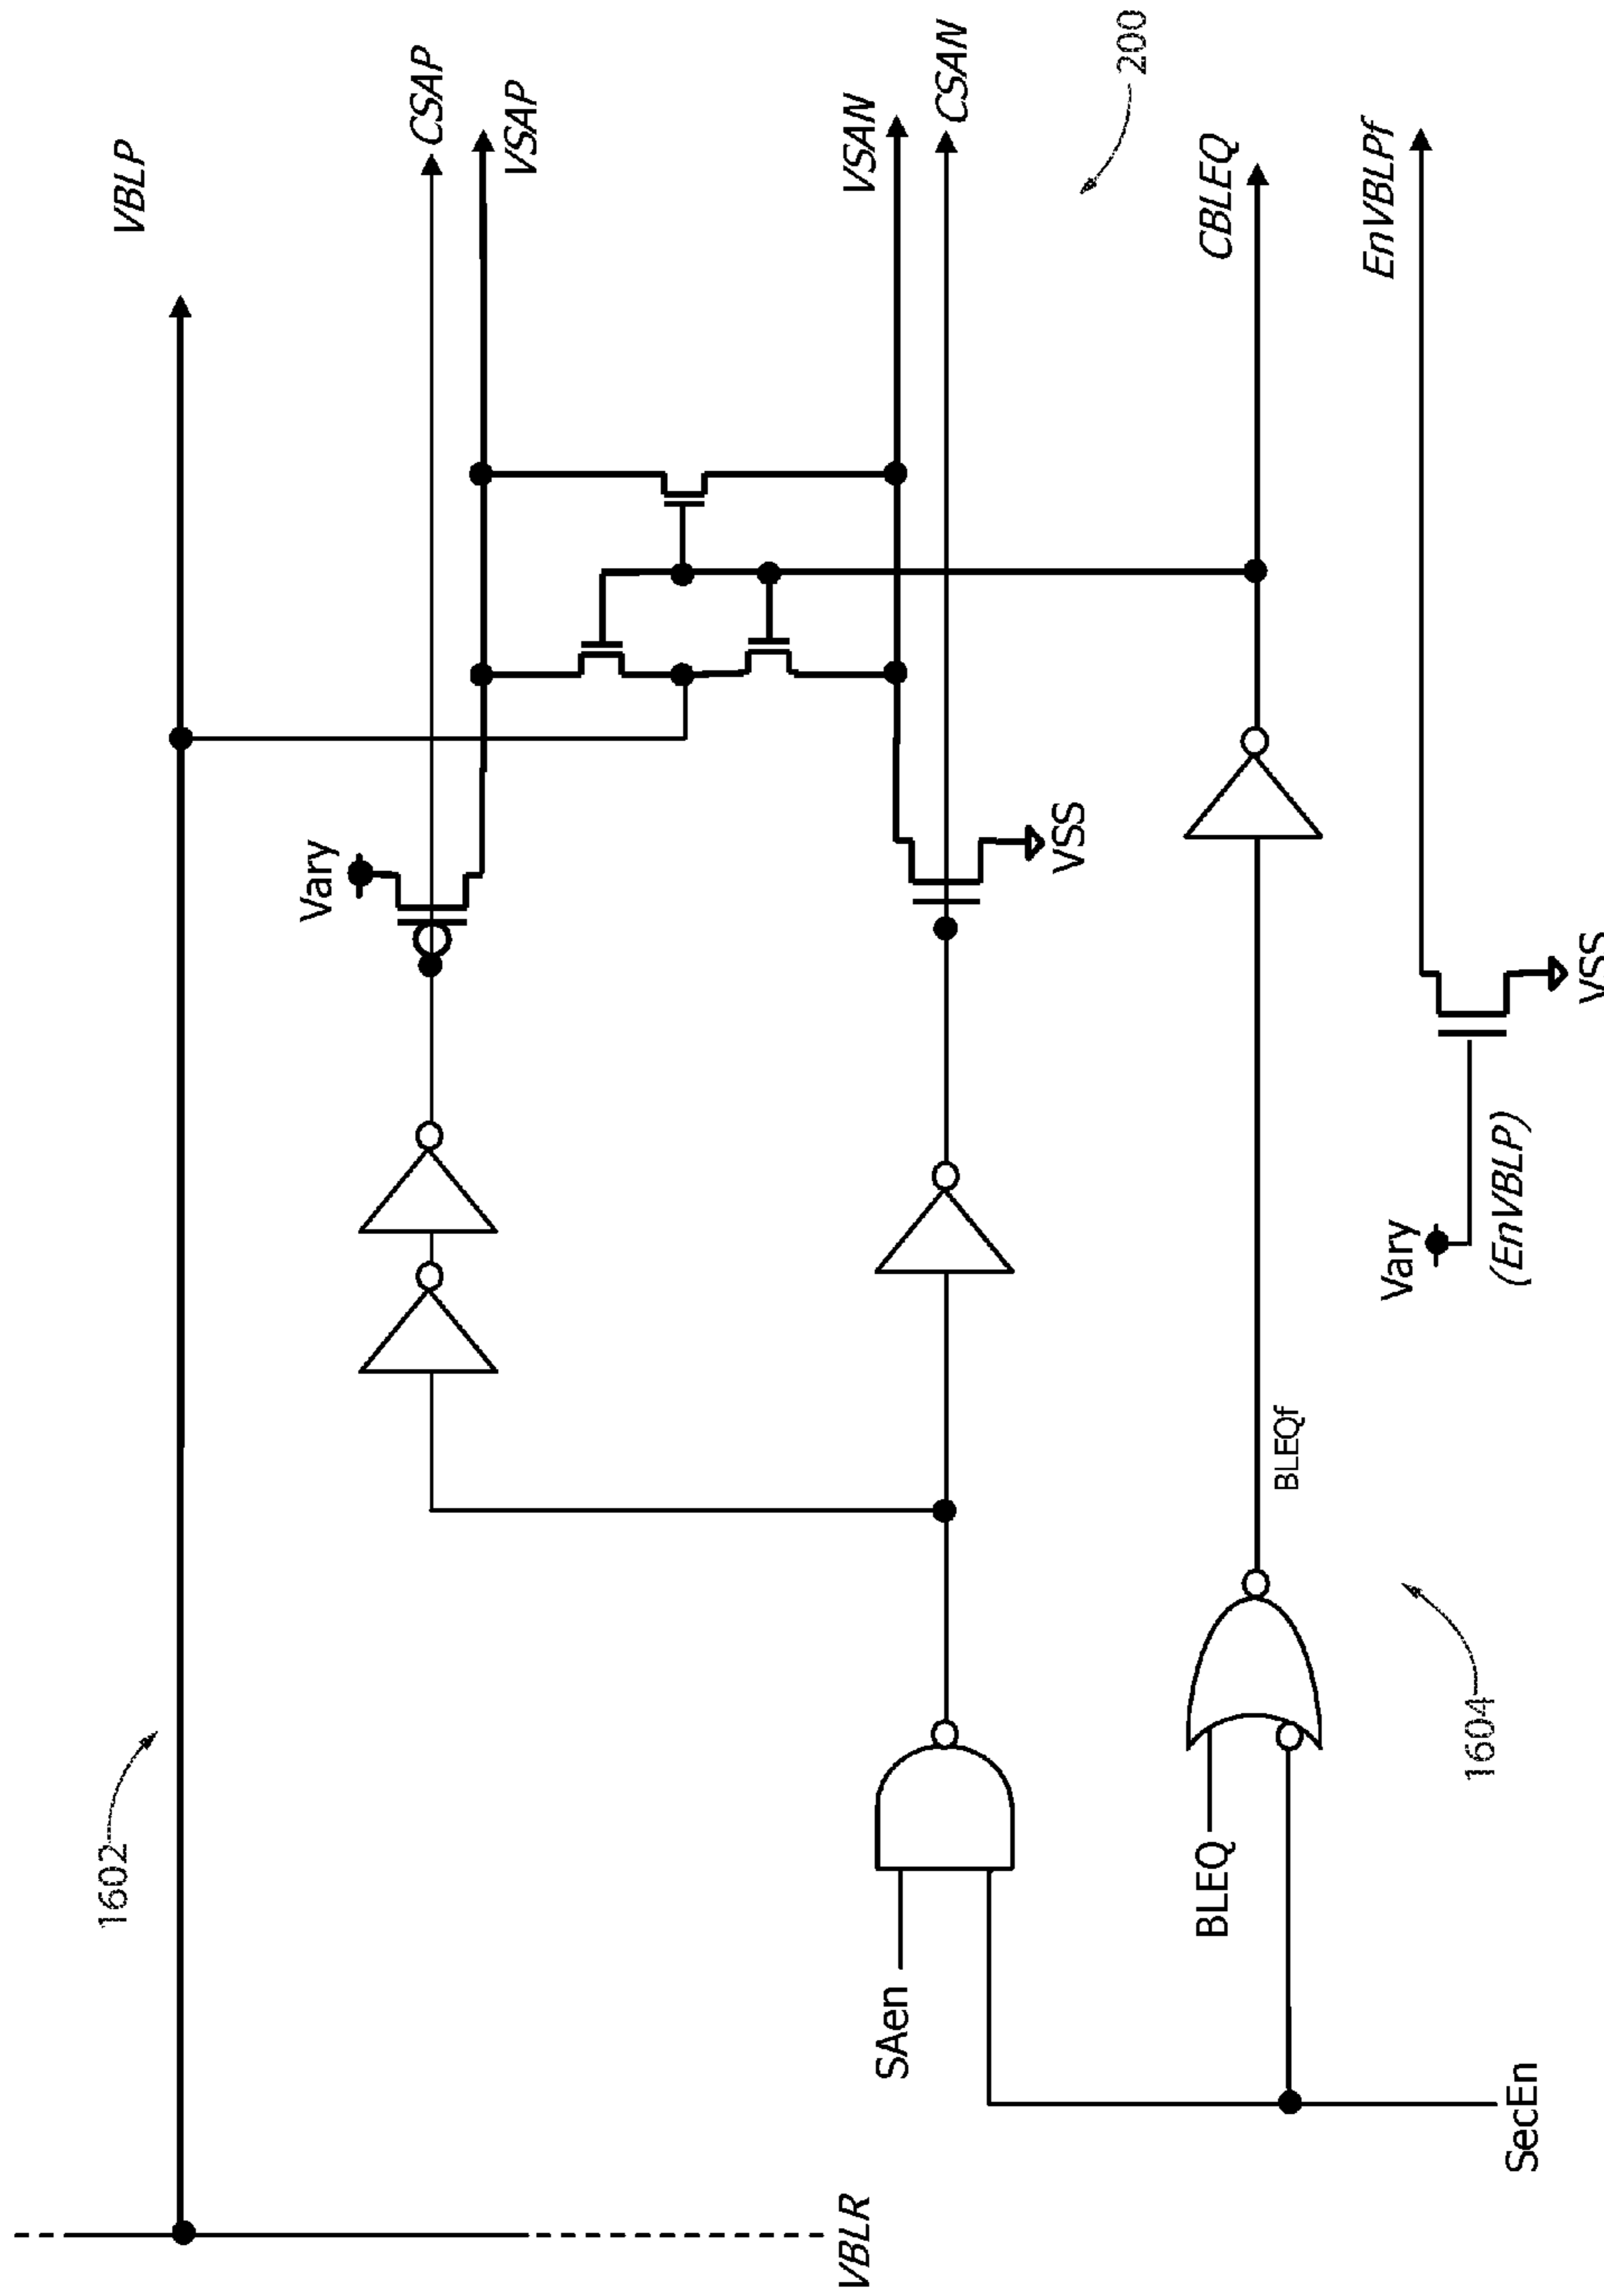 VBLP
CSAP
VSAP
VSAN
CSAN
200
CBLEQ
EnVBLPf
Vary
VSS
VSS
Vary
(EnVBLP)
BLEQf
1602
1604
SAen
BLEQ
SecEn
VBLR